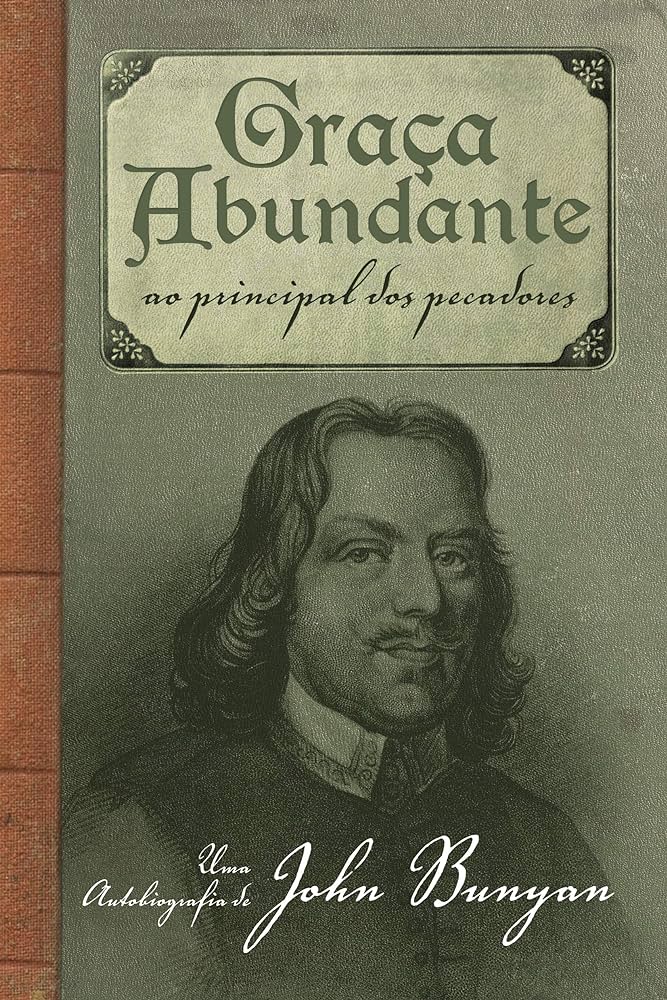 Graça
Abundante
ao principal dos pecadores
Uma
Autobiografia de John Bunyan